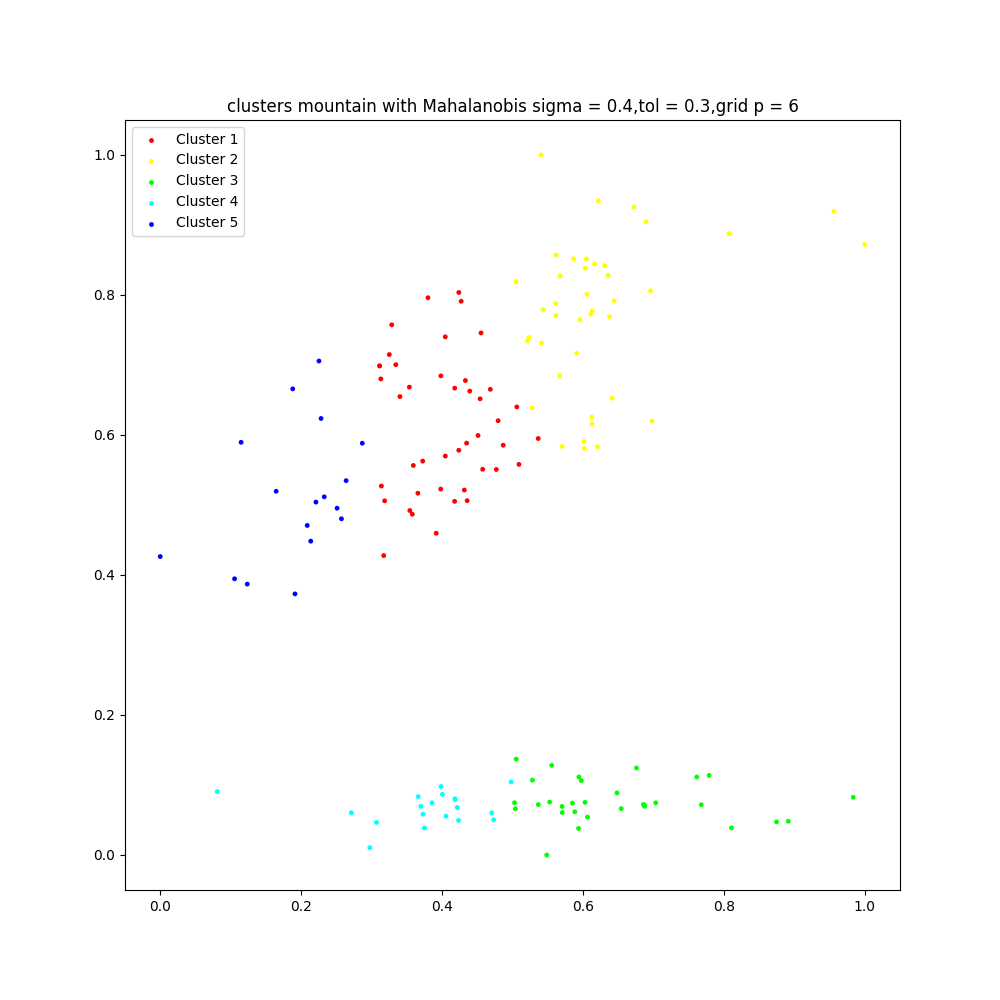 clusters mountain with Mahalanobis sigma = 0.4,tol = 0.3,grid p = 6
Cluster 1
Cluster 2
Cluster 3
Cluster 4
Cluster 5
1.0
0.8
0.6
0.4
0.2
0.0
0.0 0.2 0.4 0.6 0.8 1.0